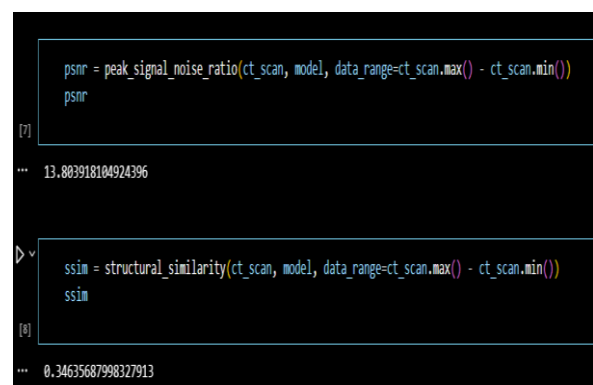 psnr = peak_signal_noise_ratio(ct_scan, model, data_range=ct_scan.max() - ct_scan.min())
psnr
[7]
... 13.803918104924396
ssim = structural_similarity(ct_scan, model, data_range=ct_scan.max() - ct_scan.min())
ssim
[8]
... 0.34635687998327913